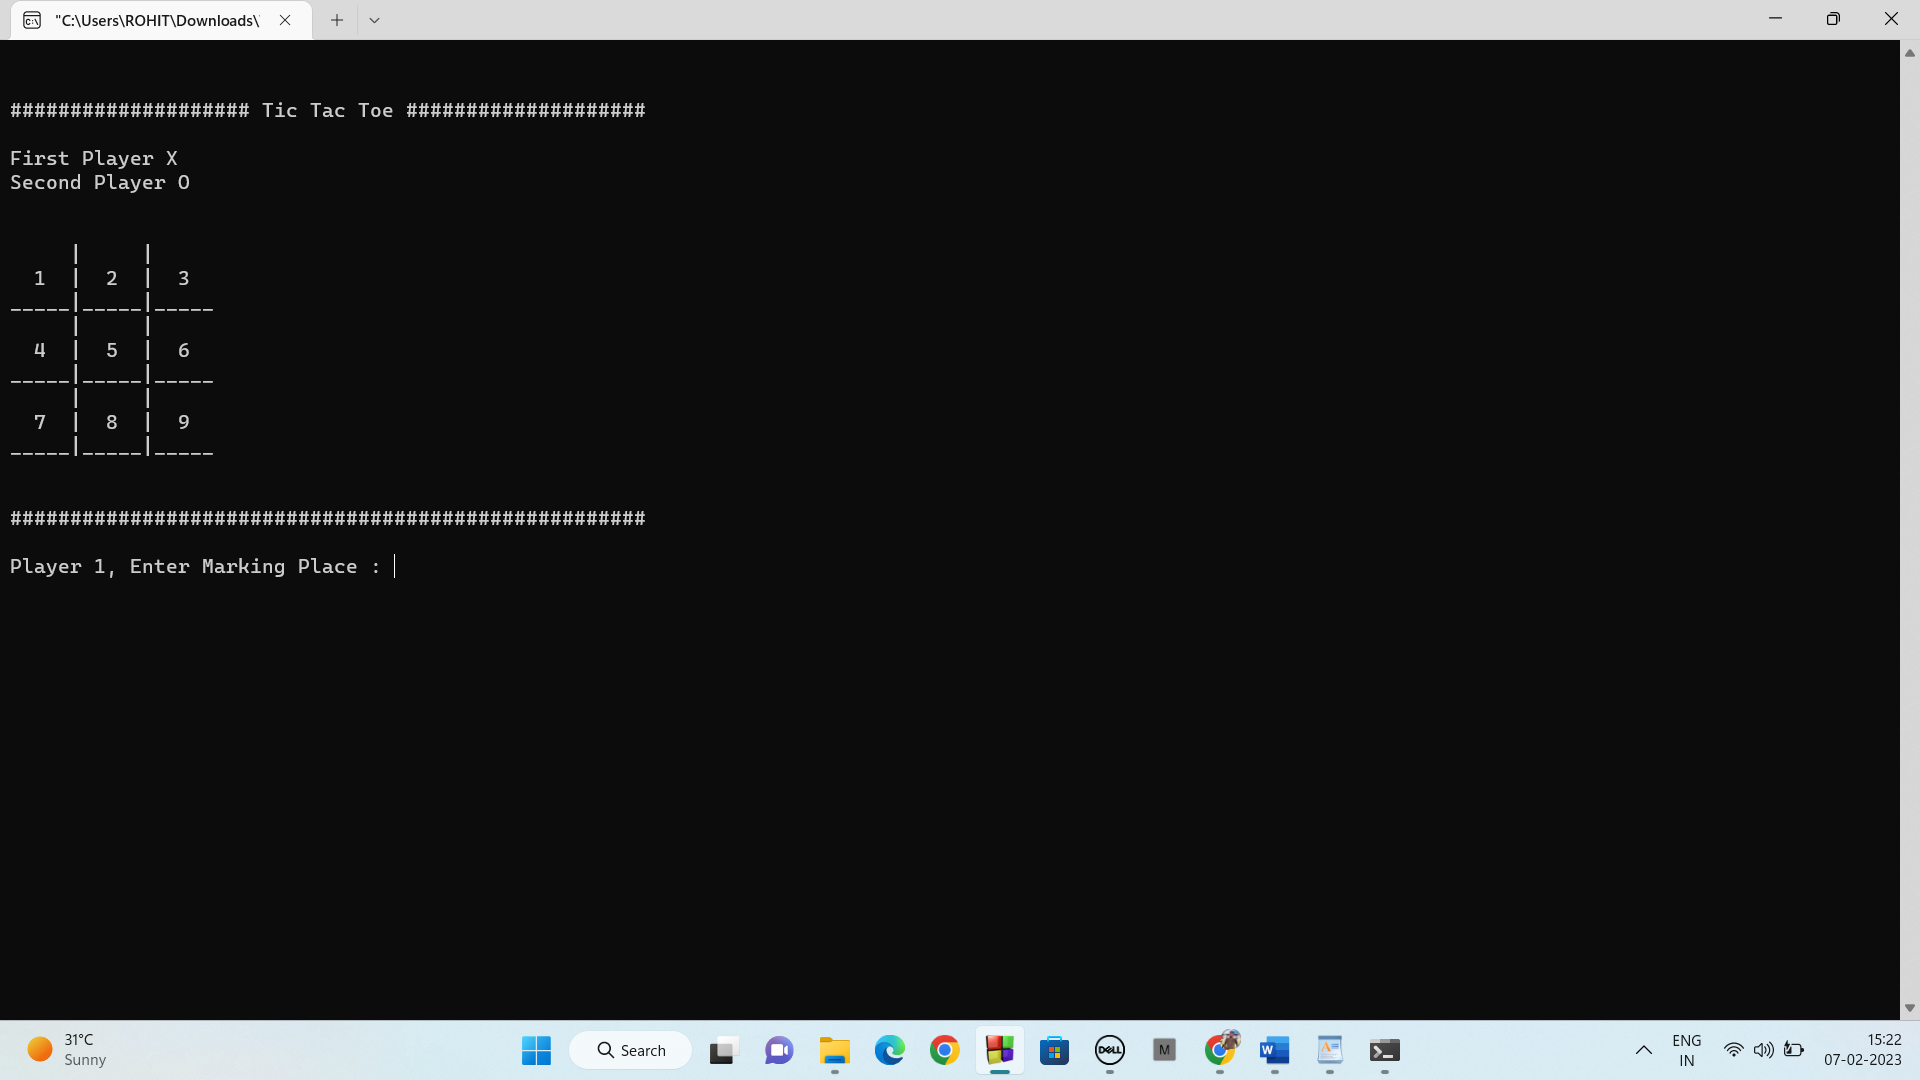 "C:\Users\ROHIT\Downloads\
#################### Tic Tac Toe ####################
First Player X
Second Player O
     |     |
  1  |  2  |  3
_____|_____|_____
     |     |
  4  |  5  |  6
_____|_____|_____
     |     |
  7  |  8  |  9
_____|_____|_____
#####################################################
Player 1, Enter Marking Place :
31°C
Sunny
Search
DELL
M
W
ENG
IN
15:22
07-02-2023